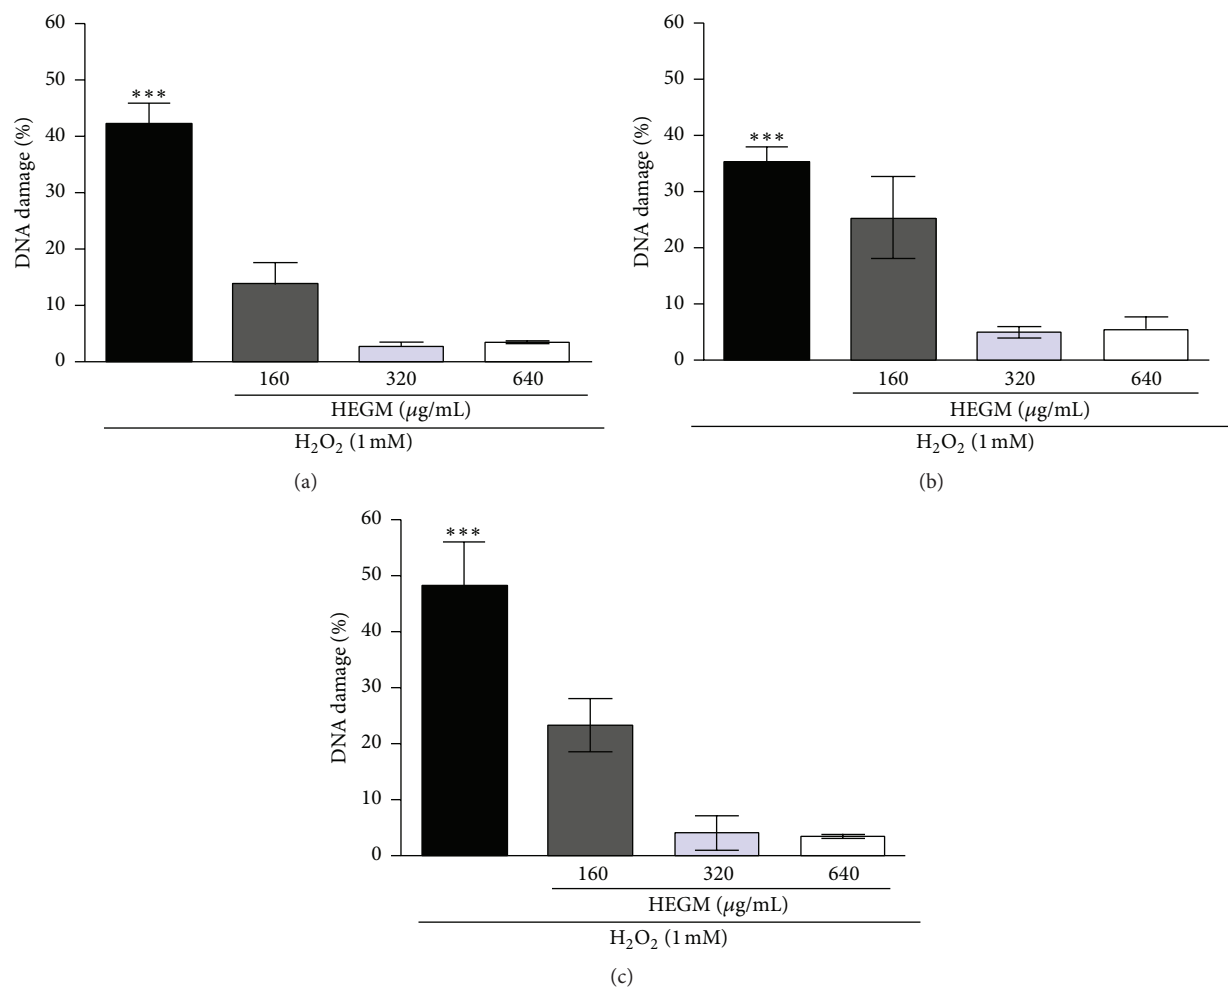 60
50
40
30
20
10
0
DNA damage (%)
***
160 320 640
HEGM (μg/mL)
H₂O₂ (1 mM)
(a)
60
50
40
30
20
10
0
DNA damage (%)
***
160 320 640
HEGM (μg/mL)
H₂O₂ (1 mM)
(b)
60
50
40
30
20
10
0
DNA damage (%)
***
160 320 640
HEGM (μg/mL)
H₂O₂ (1 mM)
(c)